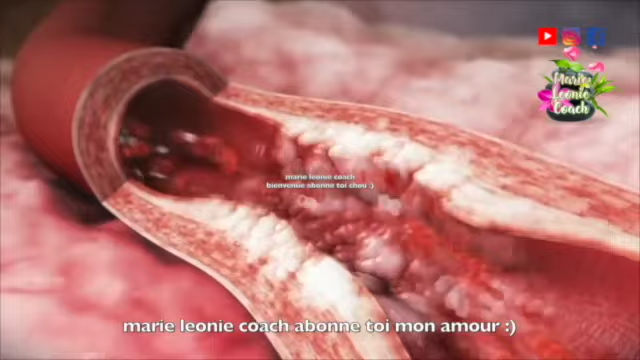 Marie
Leonie
Coach
marie leonie coach
bienvenue abonne toi chou :)
marie leonie coach abonne toi mon amour :)